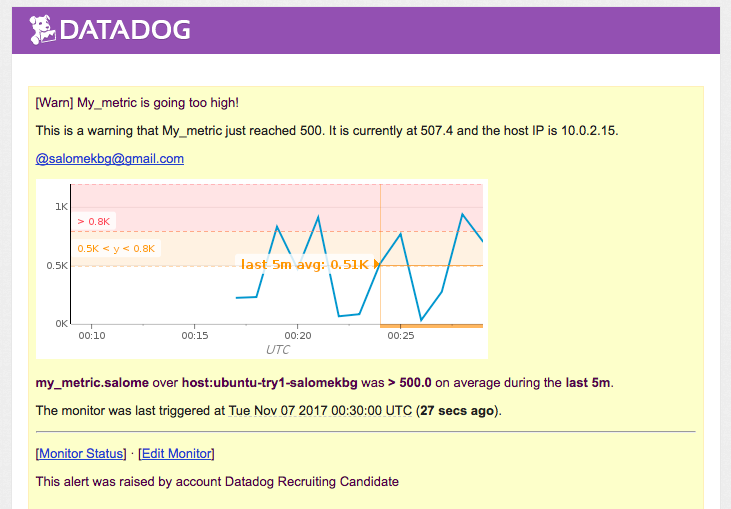 DATADOG
[Warn] My_metric is going too high!
This is a warning that My_metric just reached 500. It is currently at 507.4 and the host IP is 10.0.2.15.
@salomekbg@gmail.com
1K
> 0.8K
0.5K < y < 0.8K
0.5K
last 5m avg: 0.51K
0K
00:10 00:15 00:20 00:25
UTC
my_metric.salome over host:ubuntu-try1-salomekbg was > 500.0 on average during the last 5m.
The monitor was last triggered at Tue Nov 07 2017 00:30:00 UTC (27 secs ago).
[Monitor Status] · [Edit Monitor]
This alert was raised by account Datadog Recruiting Candidate